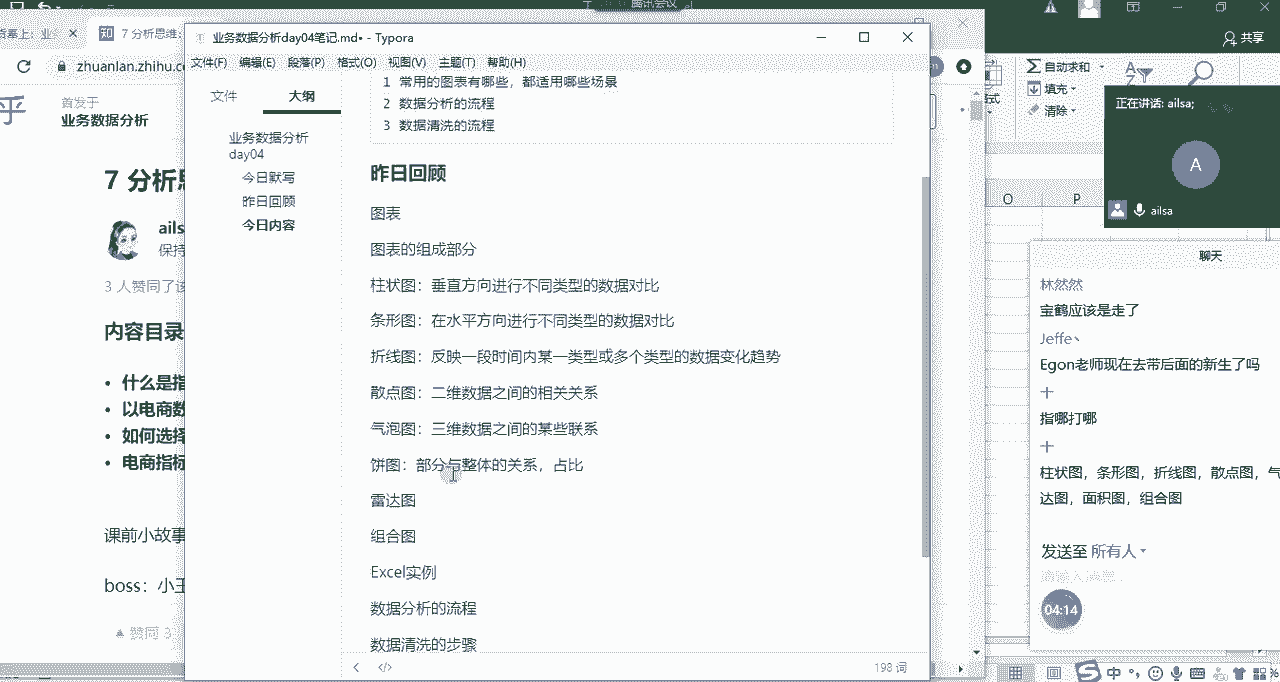 腾讯会议
7 分析思维:
业务数据分析day04笔记.md• - Typora
zhuanlan.zhihu.c
文件(F) 编辑(E) 段落(P) 格式(O) 视图(V) 主题(T) 帮助(H)
共享
自动求和
填充
清除
首发于
业务数据分析
文件
大纲
业务数据分析
day04
今日默写
昨日回顾
今日内容
1 常用的图表有哪些，都适用哪些场景
2 数据分析的流程
3 数据清洗的流程
昨日回顾
图表
图表的组成部分
柱状图：垂直方向进行不同类型的数据对比
条形图：在水平方向进行不同类型的数据对比
折线图：反映一段时间内某一类型或多个类型的数据变化趋势
散点图：二维数据之间的相关关系
气泡图：三维数据之间的某些联系
饼图：部分与整体的关系，占比
雷达图
组合图
Excel实例
数据分析的流程
数据清洗的步骤
198 词
7 分析思
ails
保持
3 人赞同了该
内容目录
• 什么是指
• 以电商数
• 如何选择
• 电商指标
课前小故事
boss：小王
赞同 3
O P
正在讲话: ailsa;
A
ailsa
聊天
林然然
宝鹤应该是走了
Jeffe丶
Egon老师现在去带后面的新生了吗
十
指哪打哪
十
柱状图，条形图，折线图，散点图，气
达图，面积图，组合图
发送至 所有人
04:14
中